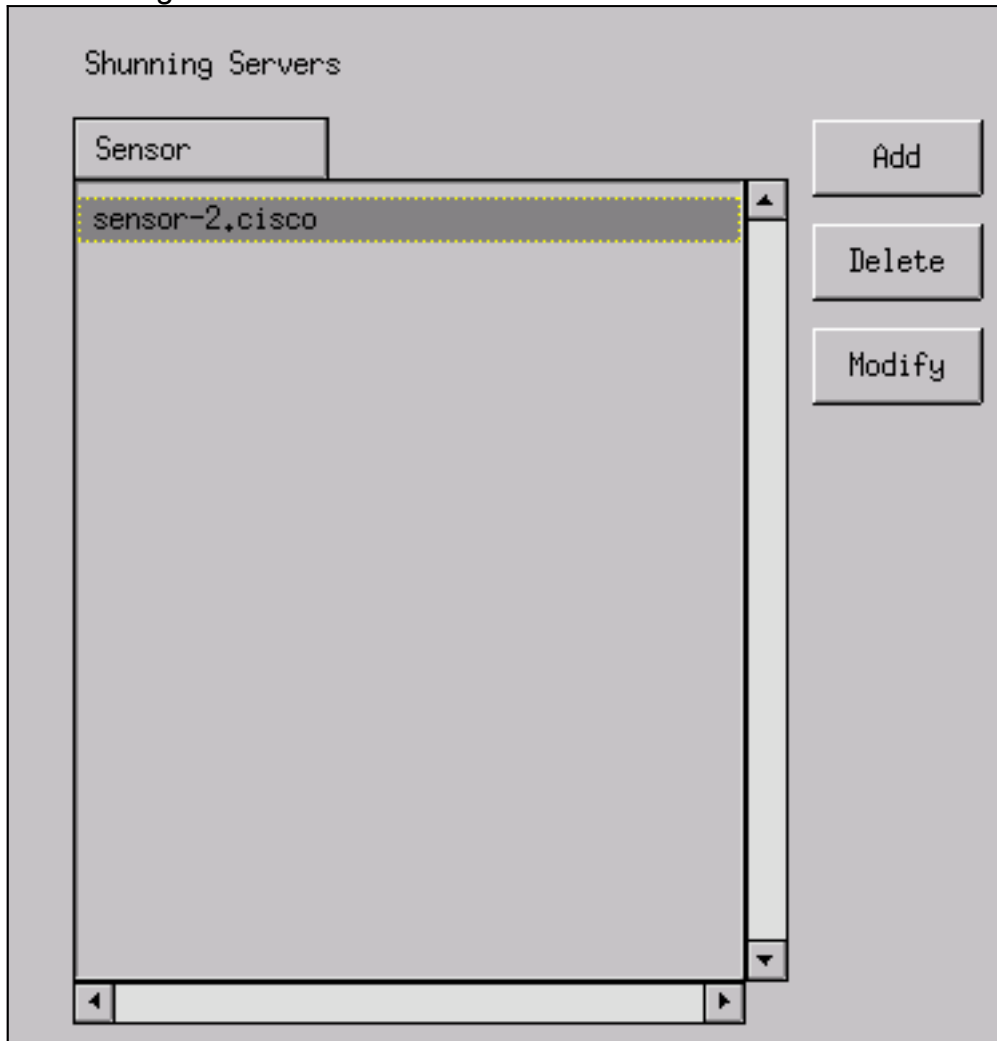 Shunning Servers
Sensor
Add
sensor-2.cisco
Delete
Modify